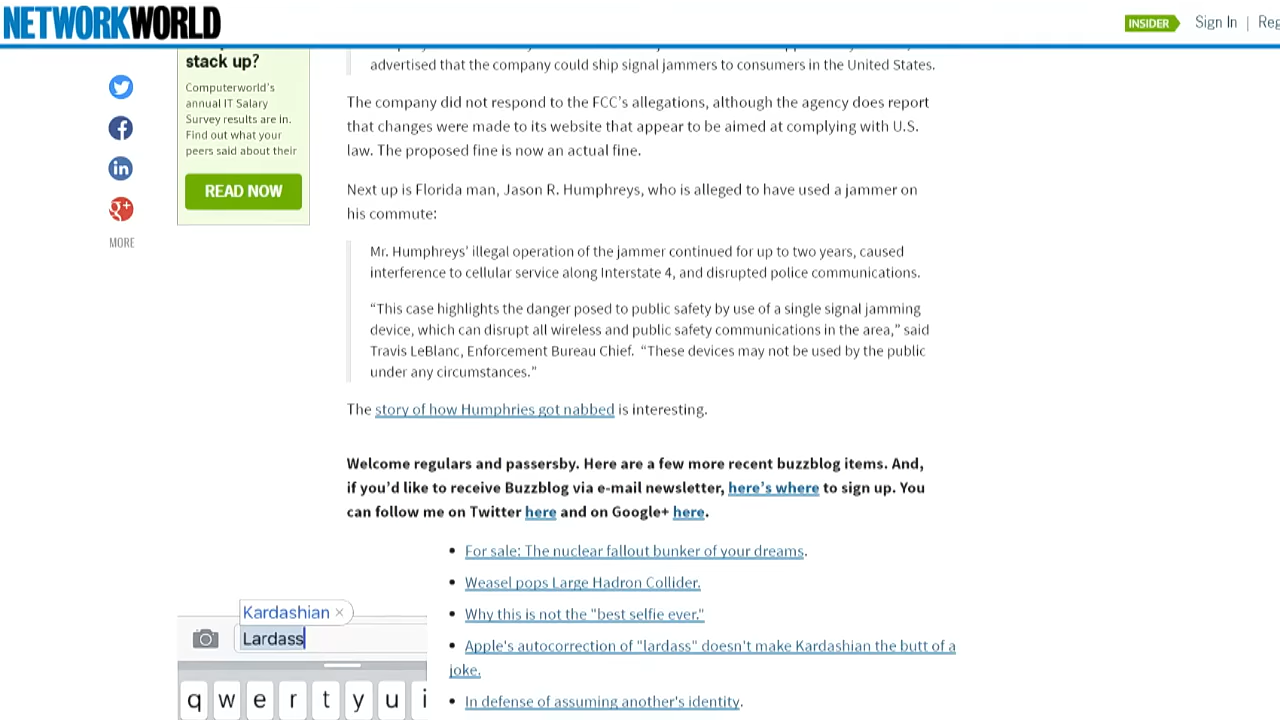 NETWORKWORLD
INSIDER
Sign In | Reg
stack up?
Computerworld's
annual IT Salary
Survey results are in.
Find out what your
peers said about their
READ NOW
MORE
advertised that the company could ship signal jammers to consumers in the United States.
The company did not respond to the FCC's allegations, although the agency does report
that changes were made to its website that appear to be aimed at complying with U.S.
law. The proposed fine is now an actual fine.
Next up is Florida man, Jason R. Humphreys, who is alleged to have used a jammer on
his commute:
Mr. Humphreys' illegal operation of the jammer continued for up to two years, caused
interference to cellular service along Interstate 4, and disrupted police communications.
“This case highlights the danger posed to public safety by use of a single signal jamming
device, which can disrupt all wireless and public safety communications in the area,” said
Travis LeBlanc, Enforcement Bureau Chief. “These devices may not be used by the public
under any circumstances.”
The story of how Humphries got nabbed is interesting.
Welcome regulars and passersby. Here are a few more recent buzzblog items. And,
if you’d like to receive Buzzblog via e-mail newsletter, here’s where to sign up. You
can follow me on Twitter here and on Google+ here.
• For sale: The nuclear fallout bunker of your dreams.
• Weasel pops Large Hadron Collider.
• Why this is not the "best selfie ever."
• Apple's autocorrection of "lardass" doesn't make Kardashian the butt of a
joke.
• In defense of assuming another's identity.
Kardashian ×
Lardass
q w e r t y u i